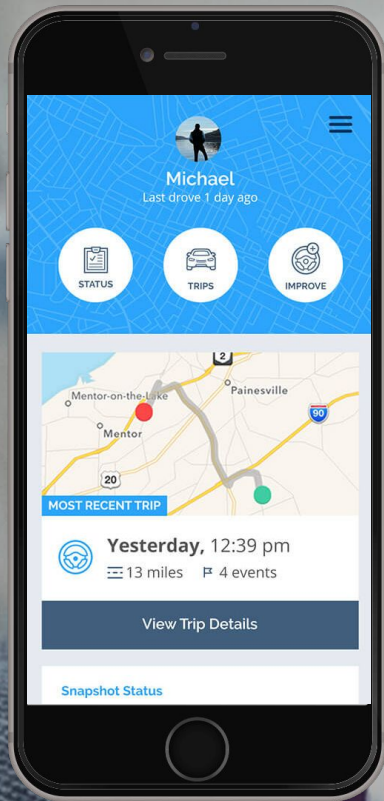 Michael
Last drove 1 day ago
STATUS
TRIPS
IMPROVE
2
Mentor-on-the-Lake
Painesville
90
Mentor
20
MOST RECENT TRIP
Yesterday, 12:39 pm
13 miles 4 events
View Trip Details
Snapshot Status